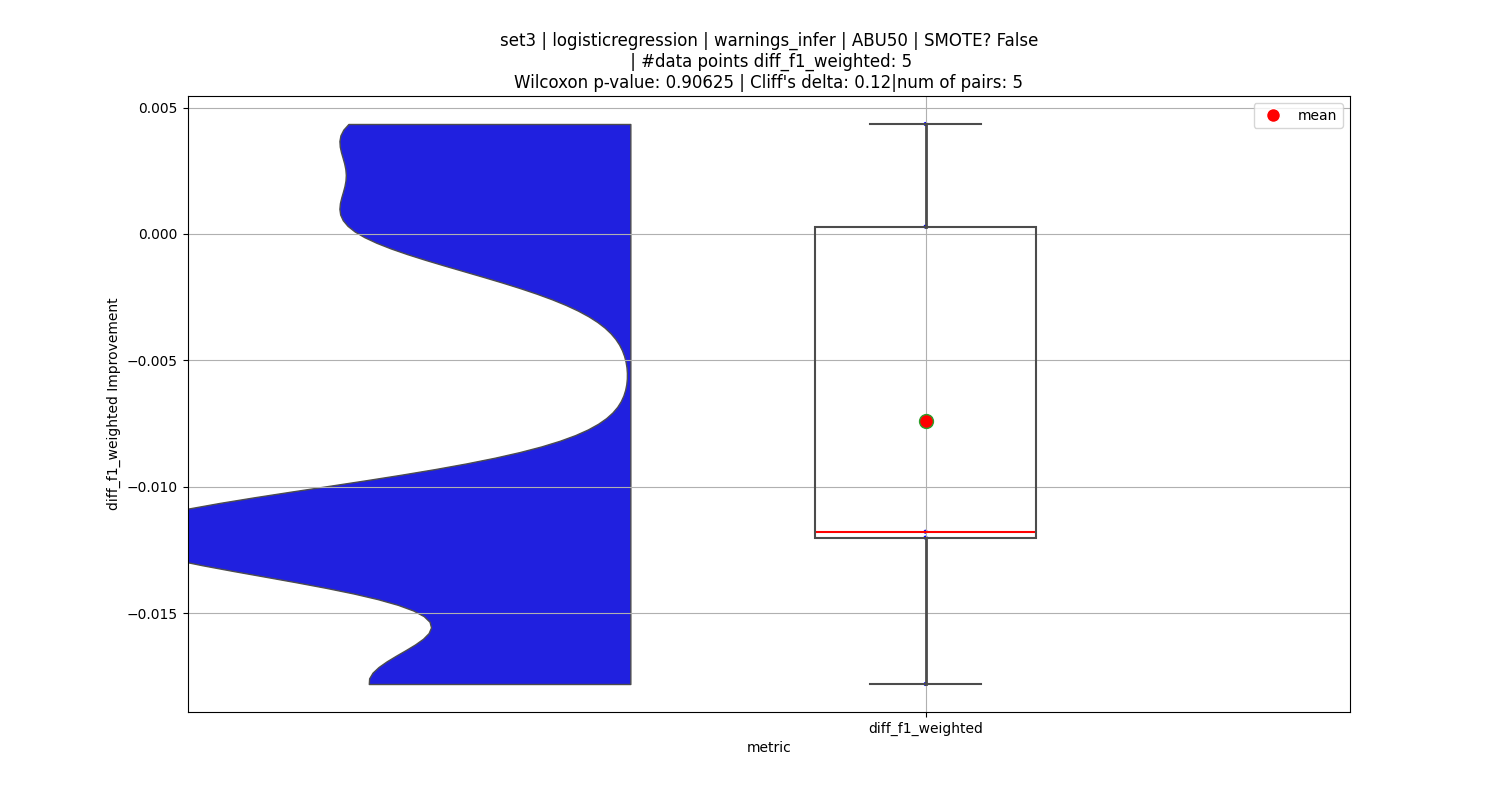 set3 | logisticregression | warnings_infer | ABU50 | SMOTE? False
| #data points diff_f1_weighted: 5
Wilcoxon p-value: 0.90625 | Cliff's delta: 0.12|num of pairs: 5
mean
diff_f1_weighted Improvement
0.005
0.000
−0.005
−0.010
−0.015
diff_f1_weighted
metric